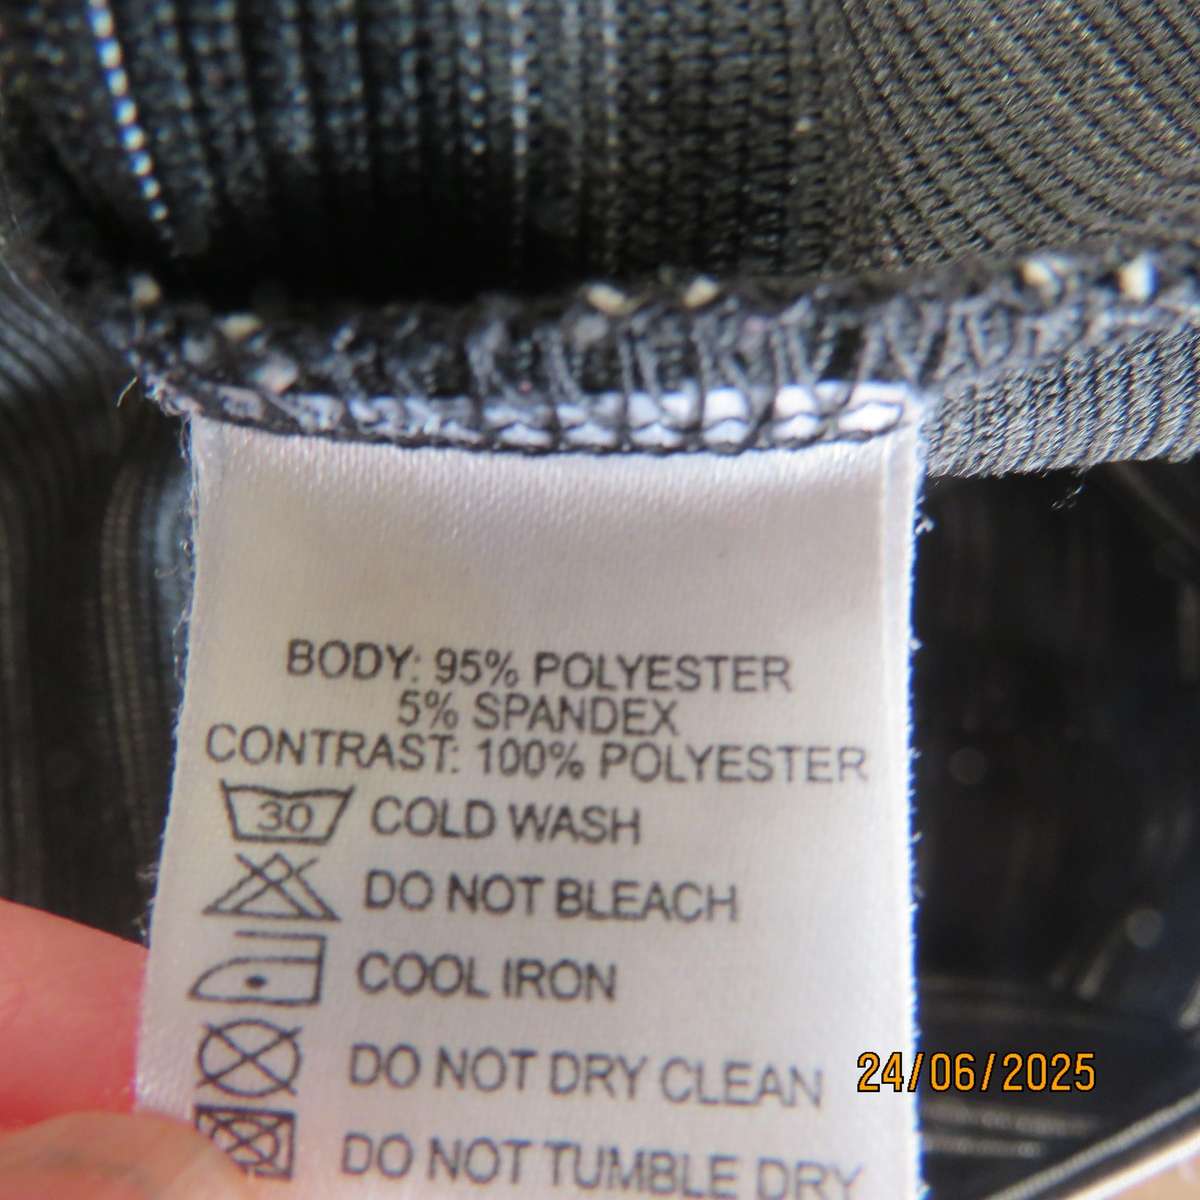 BODY: 95% POLYESTER
5% SPANDEX
CONTRAST: 100% POLYESTER
30 COLD WASH
DO NOT BLEACH
COOL IRON
DO NOT DRY CLEAN
24/06/2025
DO NOT TUMBLE DRY